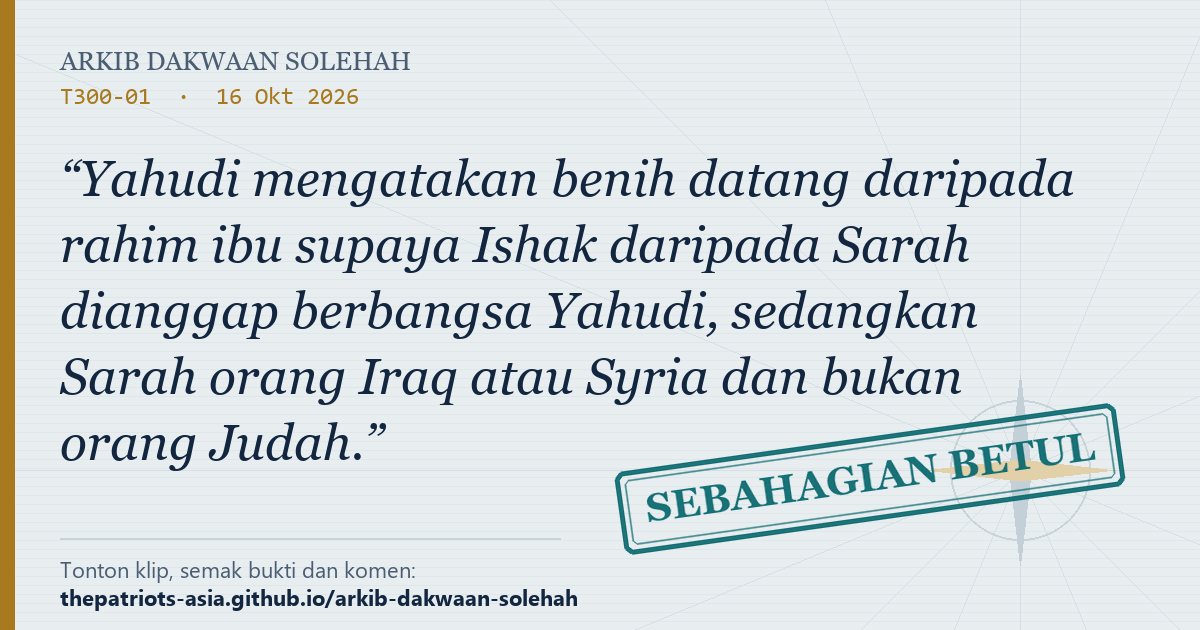 ARKIB DAKWAAN SOLEHAH
T300-01 · 16 Okt 2026
“Yahudi mengatakan benih datang daripada
rahim ibu supaya Ishak daripada Sarah
dianggap berbangsa Yahudi, sedangkan
Sarah orang Iraq atau Syria dan bukan
orang Judah.”
SEBAHAGIAN BETUL
Tonton klip, semak bukti dan komen:
thepatriots-asia.github.io/arkib-dakwaan-solehah